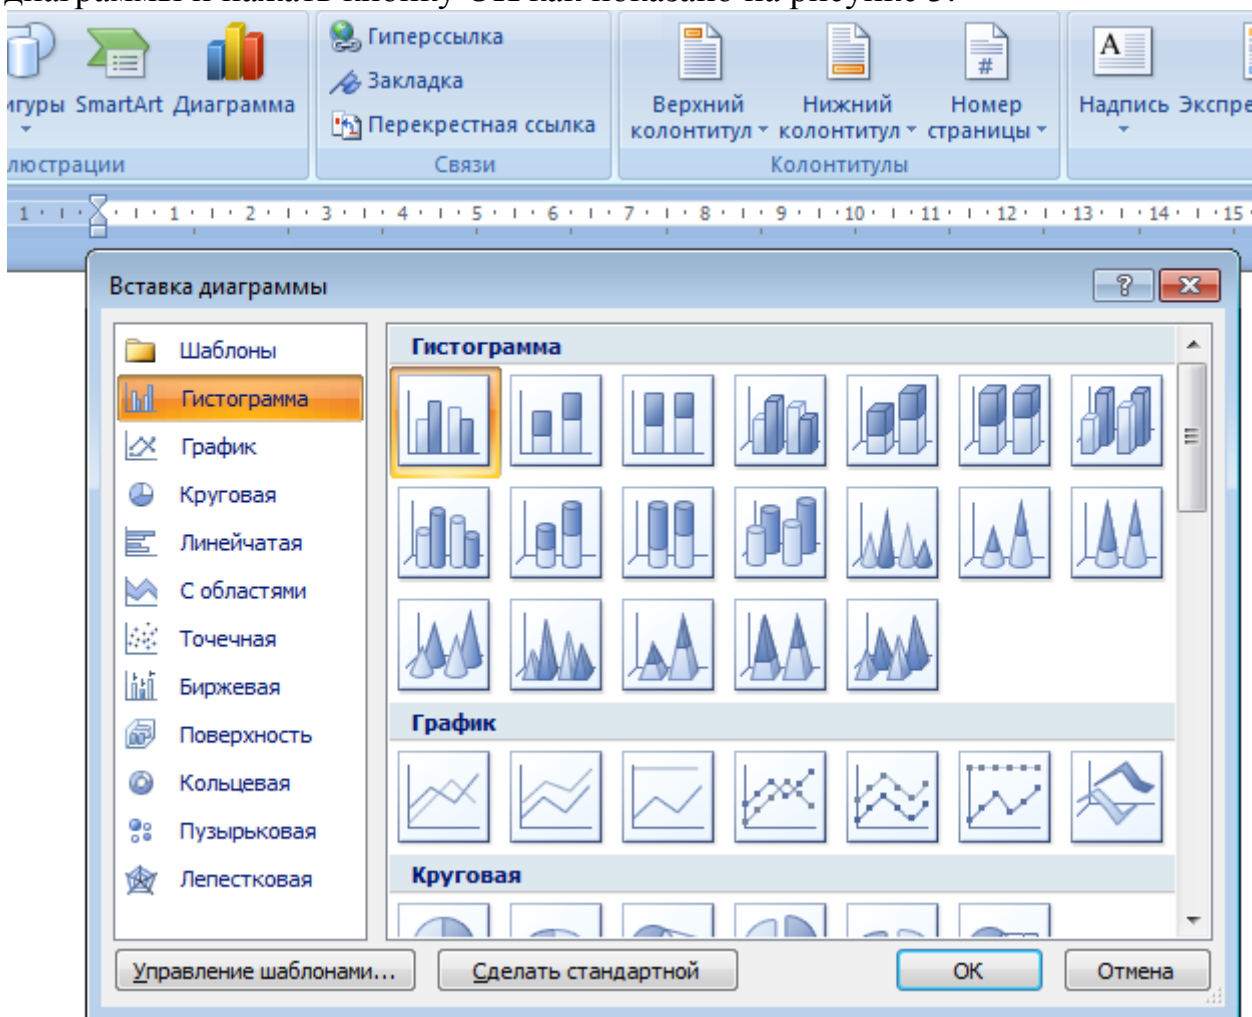 диаграммы и нажать кнопку ОК как показано на рисунке 3.
Гиперссылка
Закладка
Перекрестная ссылка
SmartArt Диаграмма
Верхний колонтитул
Нижний колонтитул
Номер страницы
#
A
Надпись
Связи
Колонтитулы
1 1 2 3 4 5 6 7 8 9 10 11 12 13 14 15
Вставка диаграммы
?
Шаблоны
Гистограмма
График
Круговая
Линейчатая
С областями
Точечная
Биржевая
Поверхность
Кольцевая
Пузырьковая
Лепестковая
Гистограмма
График
Круговая
Управление шаблонами...
Сделать стандартной
ОК
Отмена